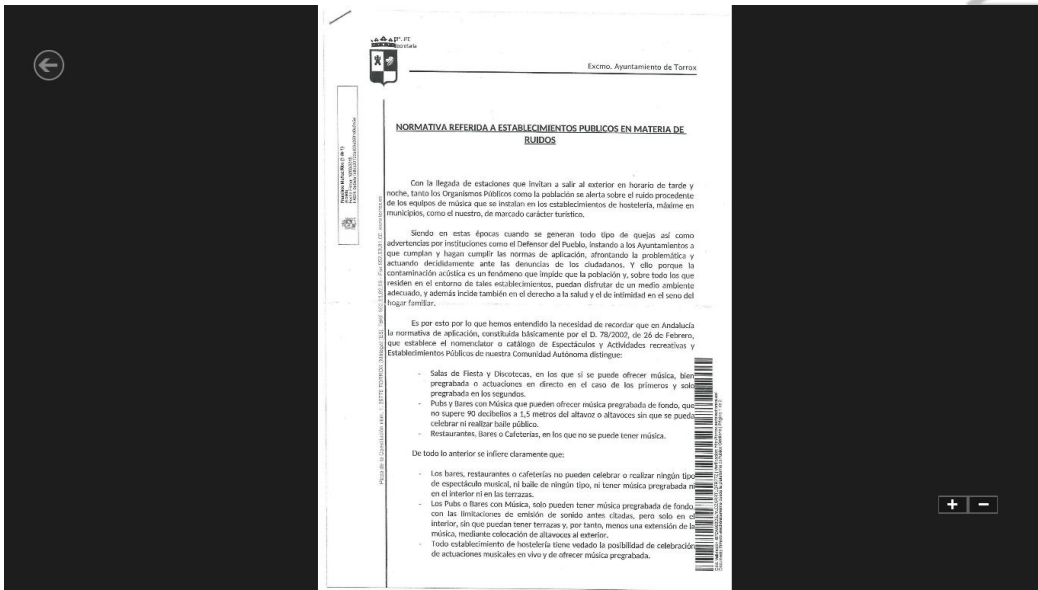 Excmo. Ayuntamiento de Torrox
NORMATIVA REFERIDA A ESTABLECIMIENTOS PUBLICOS EN MATERIA DE
RUIDOS
Con la llegada de estaciones que invitan a salir al exterior en horario de tarde y
noche, tanto los Organismos Públicos como la población se alerta sobre el ruido procedente
de los equipos de música que se instalan en los establecimientos de hostelería, máxime en
municipios, como el nuestro, de marcado carácter turístico.
Siendo en estas épocas cuando se generan todo tipo de quejas así como
advertencias por instituciones como el Defensor del Pueblo, instando a los Ayuntamientos a
que cumplan y hagan cumplir las normas de aplicación, afrontando la problemática y
actuando decididamente ante las denuncias de los ciudadanos. Y ello porque la
contaminación acústica es un fenómeno que impide que la población y, sobre todo los que
residen en el entorno de tales establecimientos, puedan disfrutar de un medio ambiente
adecuado, y además incide también en el derecho a la salud y el de intimidad en el seno del
hogar familiar.
Es por esto por lo que hemos entendido la necesidad de recordar que en Andalucía
la normativa de aplicación, constituida básicamente por el D. 78/2002, de 26 de Febrero,
que establece el nomenclator o catálogo de Espectáculos y Actividades recreativas y
Establecimientos Públicos de nuestra Comunidad Autónoma distingue:
- Salas de Fiesta y Discotecas, en los que si se puede ofrecer música, bien
pregrabada o actuaciones en directo en el caso de los primeros y solo
pregrabada en los segundos.
- Pubs y Bares con Música que pueden ofrecer música pregrabada de fondo, que
no supere 90 decibelios a 1,5 metros del altavoz o altavoces sin que se pueda
celebrar ni realizar baile público.
- Restaurantes, Bares o Cafeterías, en los que no se puede tener música.
De todo lo anterior se infiere claramente que:
- Los bares, restaurantes o cafeterías no pueden celebrar o realizar ningún tipo
de espectáculo musical, ni baile de ningún tipo, ni tener música pregrabada ni
en el interior ni en las terrazas.
- Los Pubs o Bares con Música, solo pueden tener música pregrabada de fondo,
con las limitaciones de emisión de sonido antes citadas, pero solo en el
interior, sin que puedan tener terrazas y, por tanto, menos una extensión de la
música, mediante colocación de altavoces al exterior.
- Todo establecimiento de hostelería tiene vedado la posibilidad de celebración
de actuaciones musicales en vivo y de ofrecer música pregrabada.